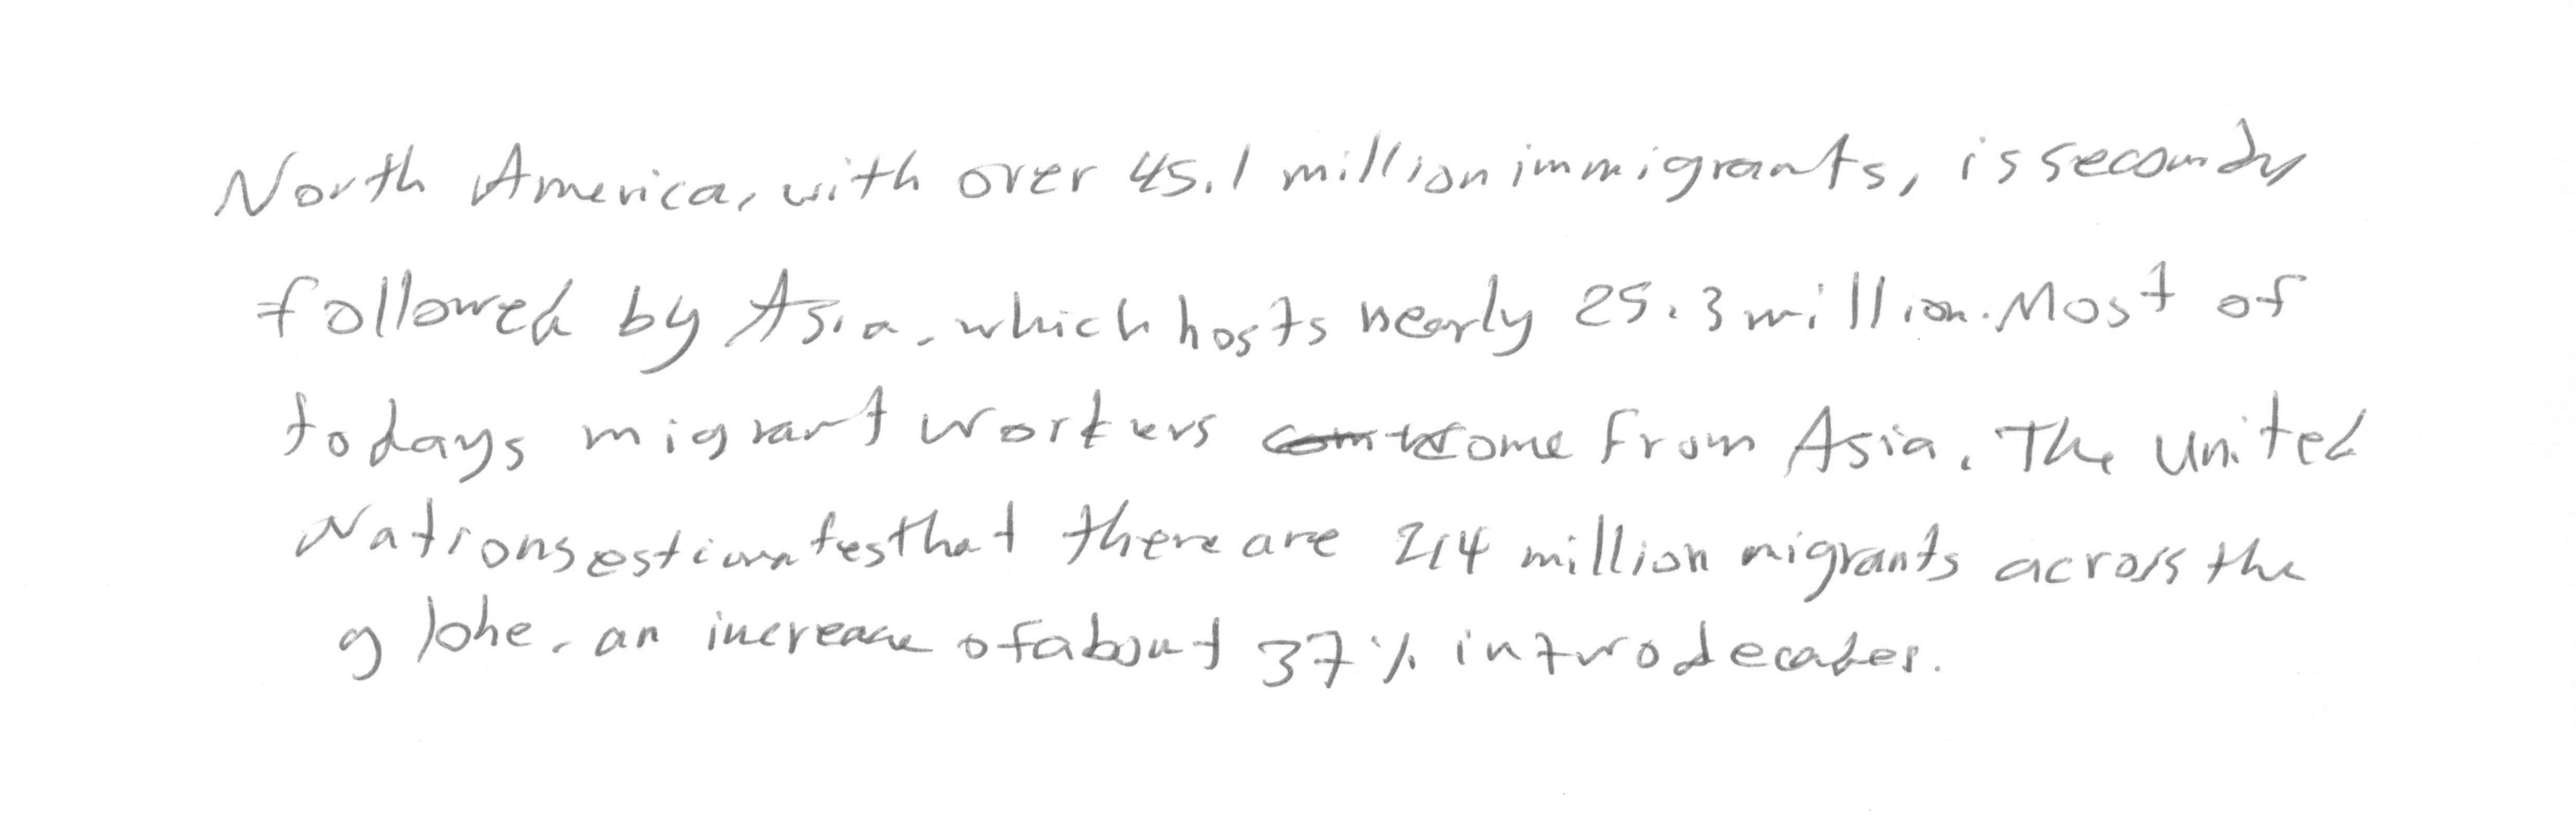 North America, with over 45.1 million immigrants, is second,
followed by Asia, which hosts nearly 25.3 million. Most of
todays migrant workers come from Asia. The United
Nations estimates that there are 214 million migrants across the
globe, an increase of about 37% in two decades.